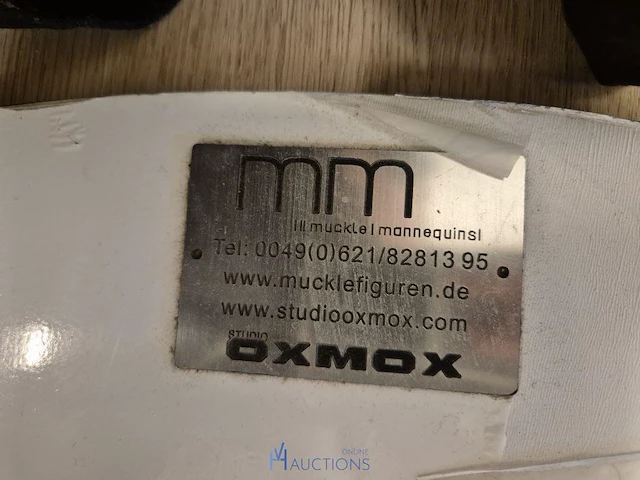 mm
||| muckle | mannequins|
Tel: 0049(0)621/82813 95
www.mucklefiguren.de
www.studiooxmox.com
STUDIO
OXMOX
V4 ONLINE
AUCTIONS